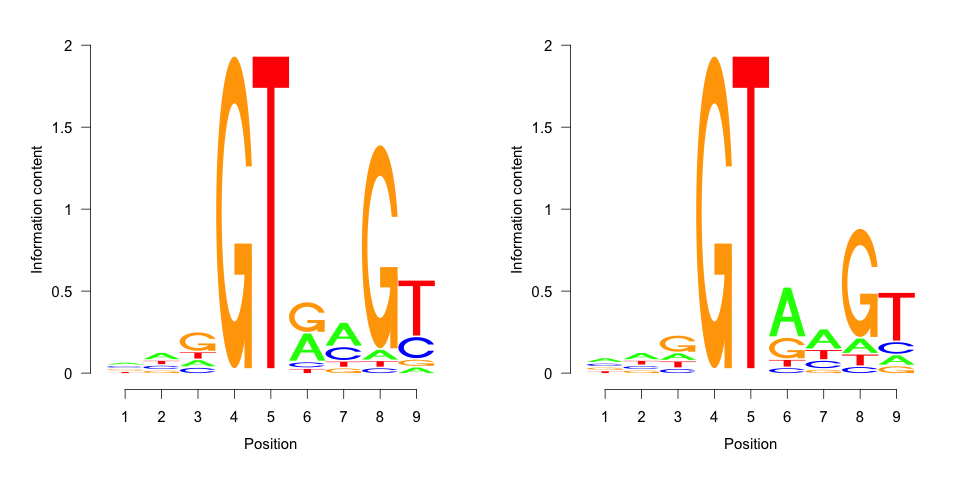 2
1.5
1
0.5
0
Information content
G T G A G T
A A G T A C A C
1 2 3 4 5 6 7 8 9
Position
2
1.5
1
0.5
0
Information content
G T A G A T G A T C A G
1 2 3 4 5 6 7 8 9
Position